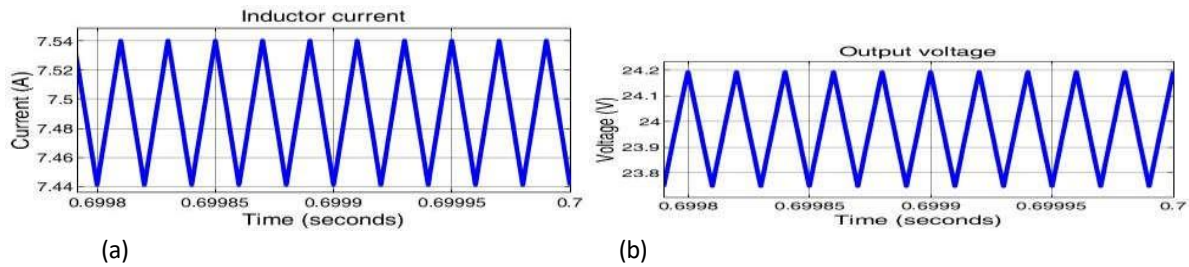 Inductor current
Current (A)
7.54
7.52
7.5
7.48
7.46
7.44
0.6998
0.69985
0.6999
0.69995
0.7
Time (seconds)
(a)
Output voltage
Voltage (V)
24.2
24.1
24
23.9
23.8
0.6998
0.69985
0.6999
0.69995
0.7
Time (seconds)
(b)